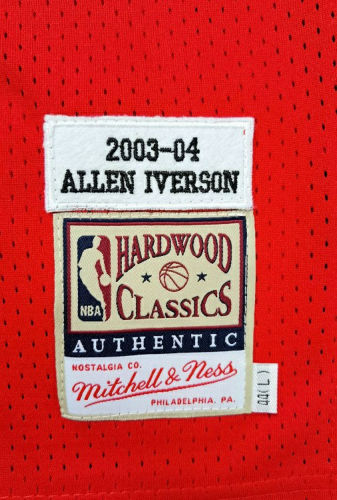 2003-04
ALLEN IVERSON
HARDWOOD
NBA
CLASSICS
AUTHENTIC
NOSTALGIA CO.
Mitchell & Ness
PHILADELPHIA, PA.
44(L)